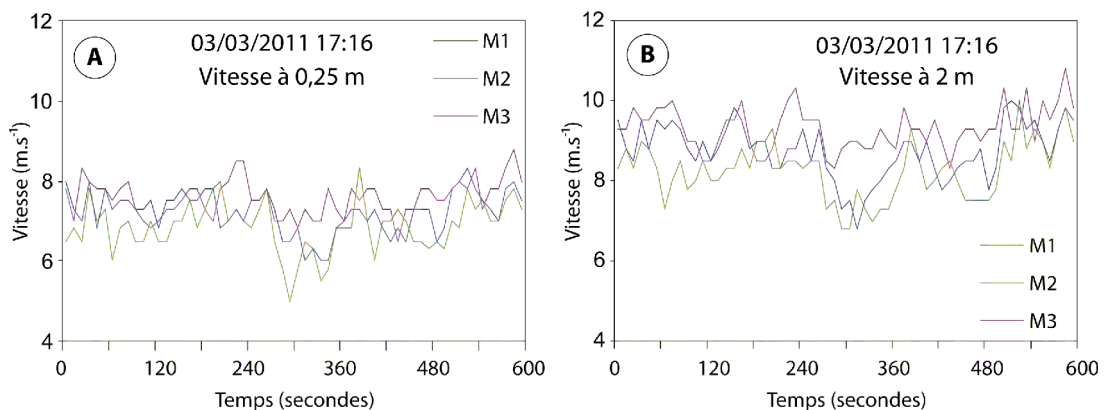 A
03/03/2011 17:16
Vitesse à 0,25 m
M1
M2
M3
Vitesse (m.s-¹)
12
10
8
6
4
0
120
240
360
480
600
Temps (secondes)
B
03/03/2011 17:16
Vitesse à 2 m
M1
M2
M3
Vitesse (m.s-¹)
12
10
8
6
4
0
120
240
360
480
600
Temps (secondes)